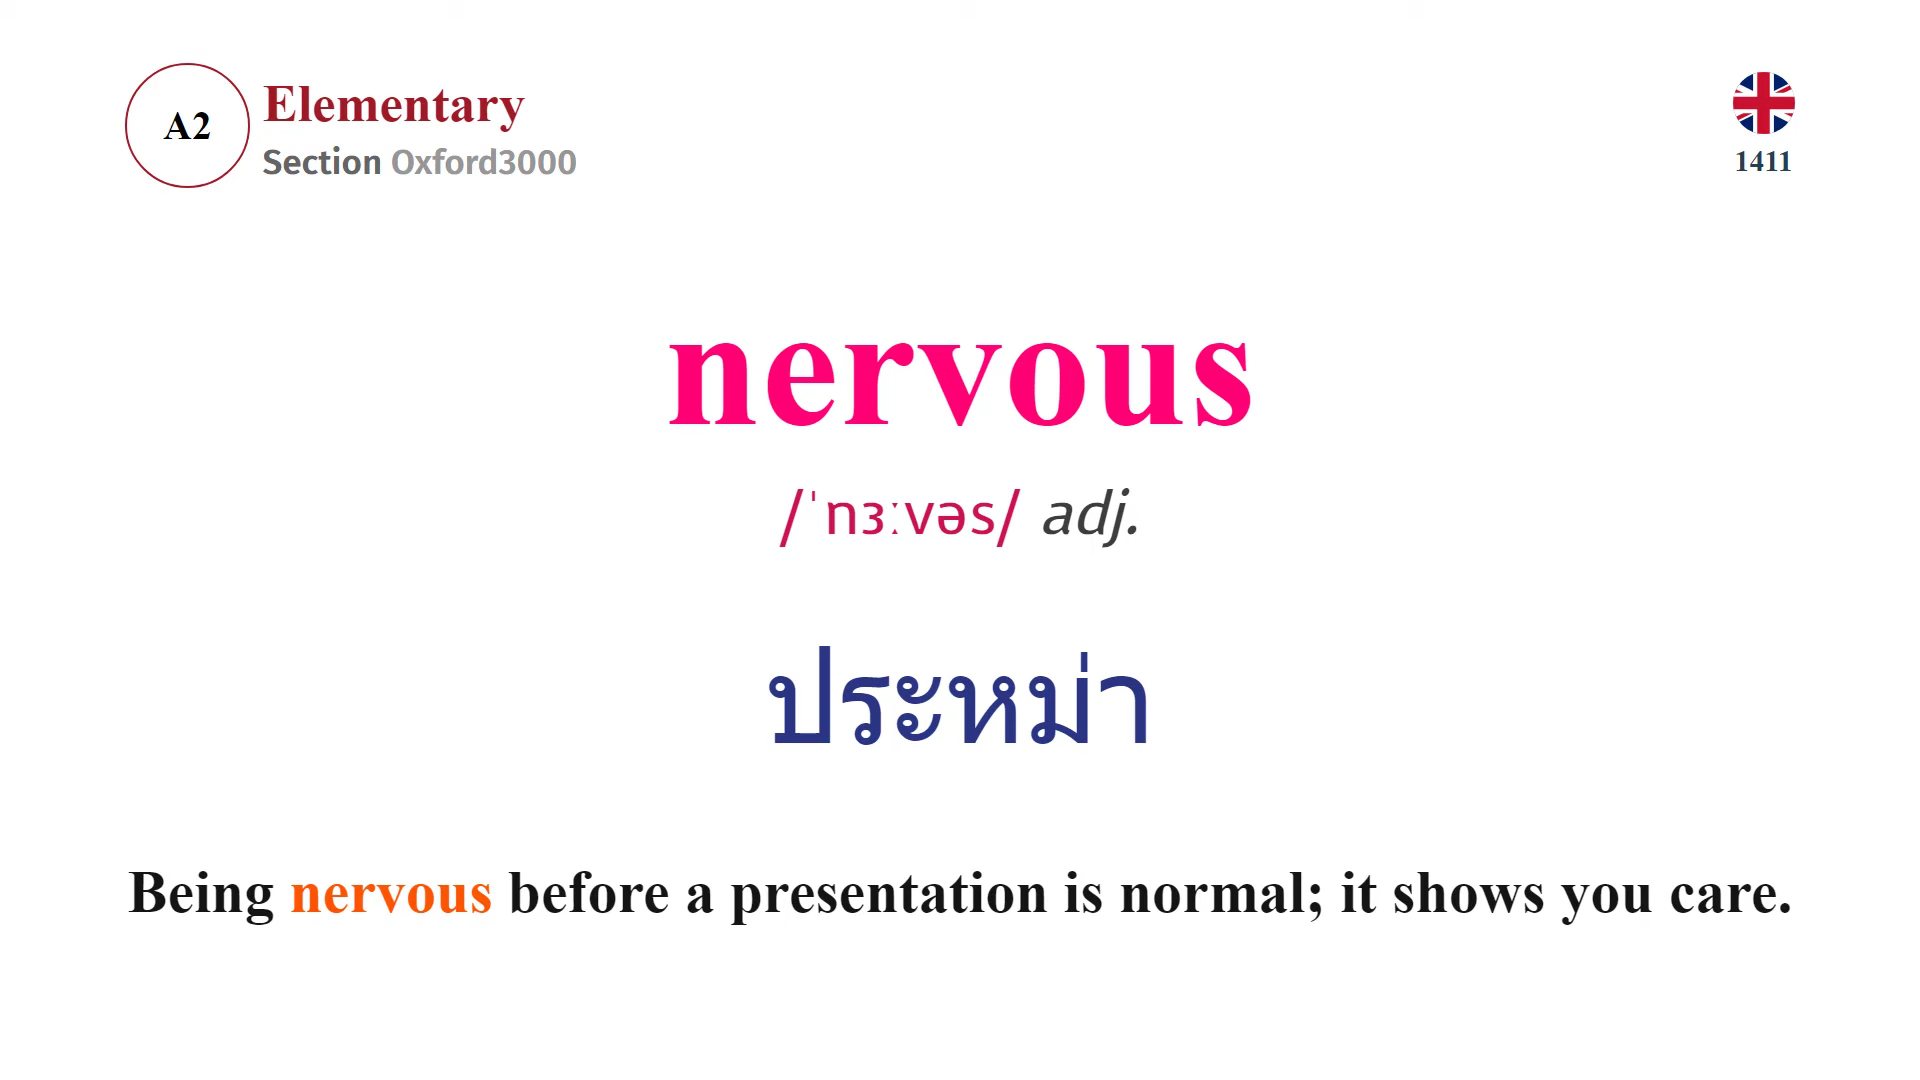 A2
Elementary
Section Oxford3000
1411
nervous
/ˈnɜːvəs/ adj.
ประหม่า
Being nervous before a presentation is normal; it shows you care.